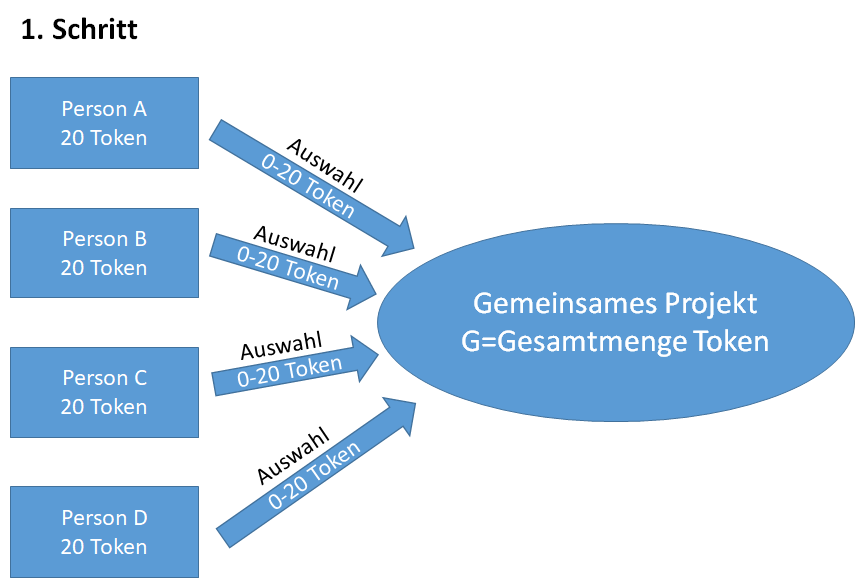 1. Schritt
Person A
20 Token
Auswahl
0-20 Token
Person B
20 Token
Auswahl
0-20 Token
Gemeinsames Projekt
G=Gesamtmenge Token
Person C
20 Token
Auswahl
0-20 Token
Person D
20 Token
Auswahl
0-20 Token